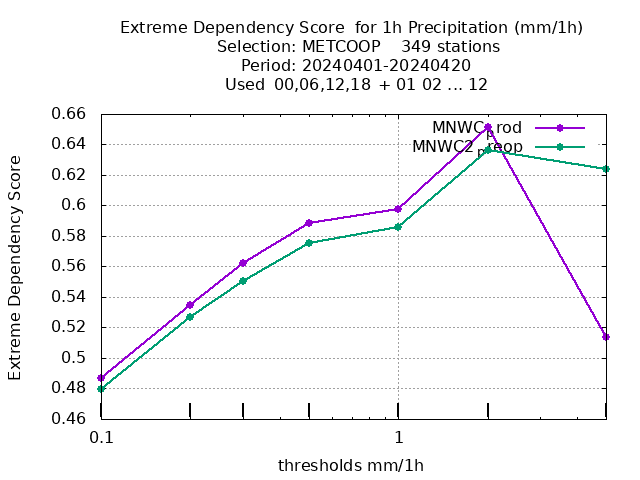 Extreme Dependency Score for 1h Precipitation (mm/1h)
Selection: METCOOP 349 stations
Period: 20240401-20240420
Used 00,06,12,18 + 01 02 ... 12
MNWC_prod
MNWC2_preop
Extreme Dependency Score
0.66
0.64
0.62
0.6
0.58
0.56
0.54
0.52
0.5
0.48
0.46
0.1 1
thresholds mm/1h